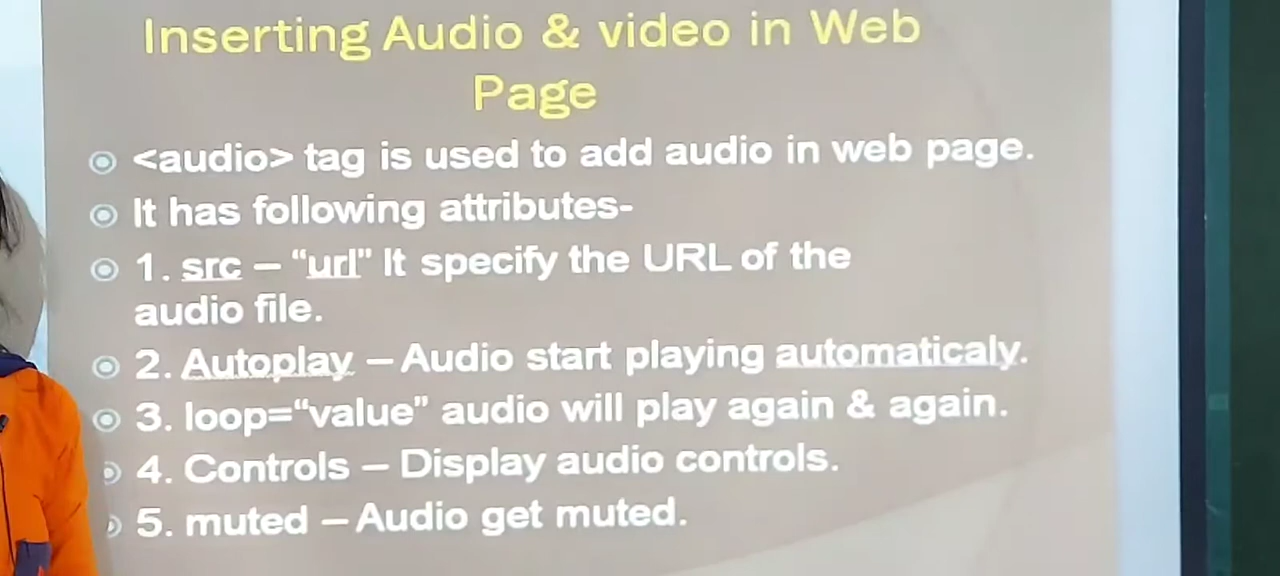 Inserting Audio & video in Web
Page
<audio> tag is used to add audio in web page.
It has following attributes-
1. src – “url” It specify the URL of the
audio file.
2. Autoplay – Audio start playing automaticaly.
3. loop=“value” audio will play again & again.
4. Controls – Display audio controls.
5. muted – Audio get muted.